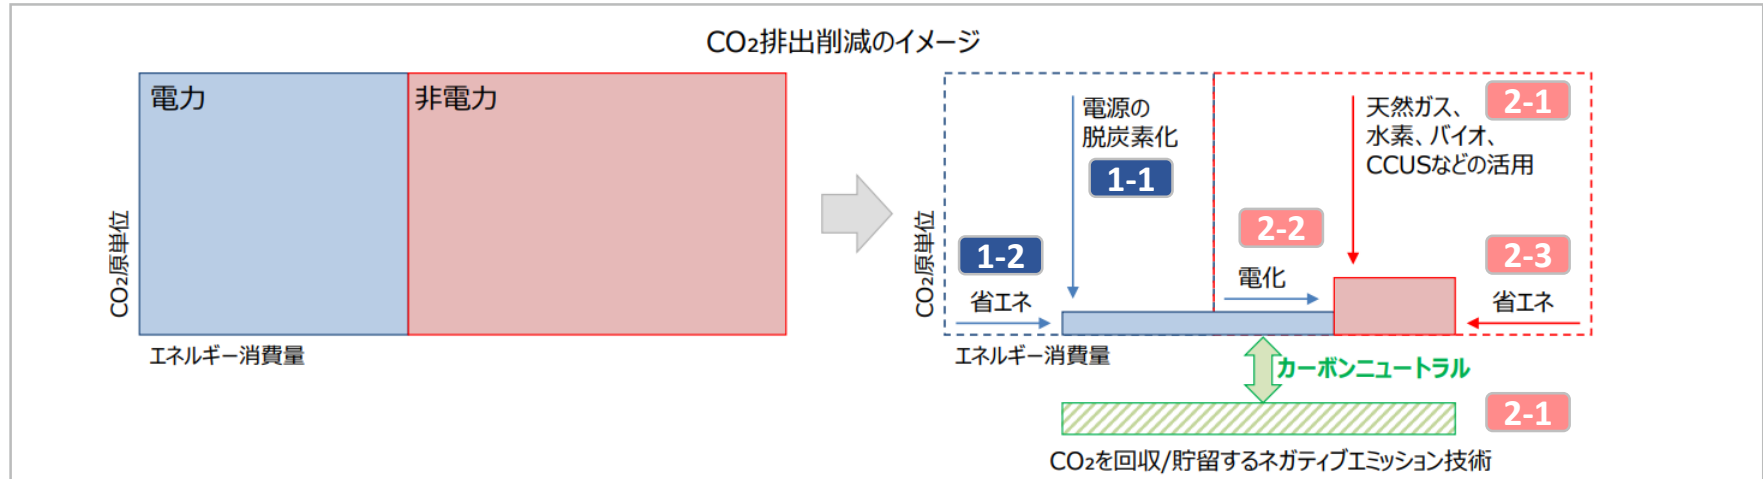 CO₂排出削減のイメージ
電力
非電力
CO₂原単位
エネルギー消費量
電源の
脱炭素化
1-1
天然ガス、
水素、バイオ、
CCUSなどの活用
2-1
CO₂原単位
1-2
省エネ
2-2
電化
2-3
省エネ
エネルギー消費量
カーボンニュートラル
2-1
CO₂を回収/貯留するネガティブエミッション技術